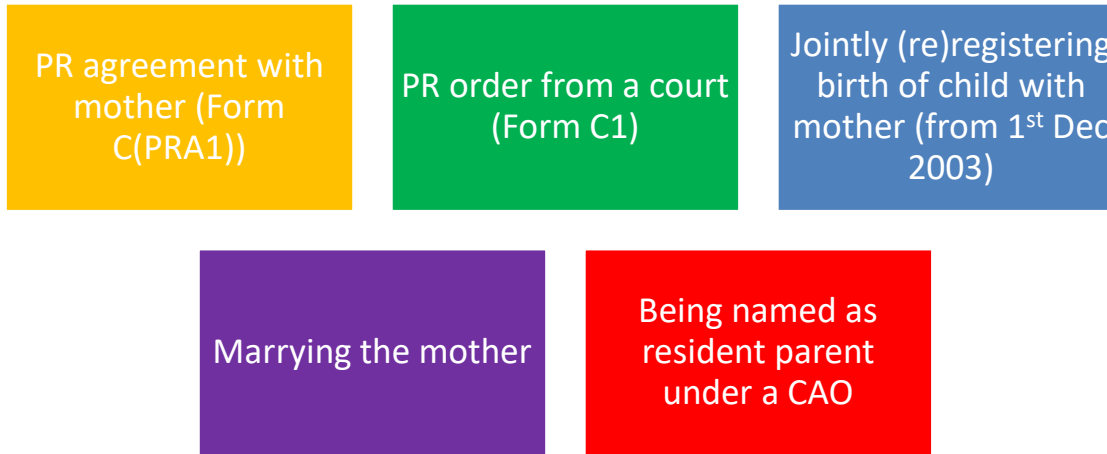 PR agreement with
mother (Form
C(PRA1))
PR order from a court
(Form C1)
Jointly (re)registering
birth of child with
mother (from 1st Dec
2003)
Marrying the mother
Being named as
resident parent
under a CAO